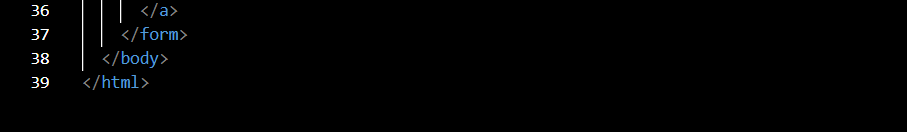 36 </a>
37 </form>
38 </body>
39 </html>